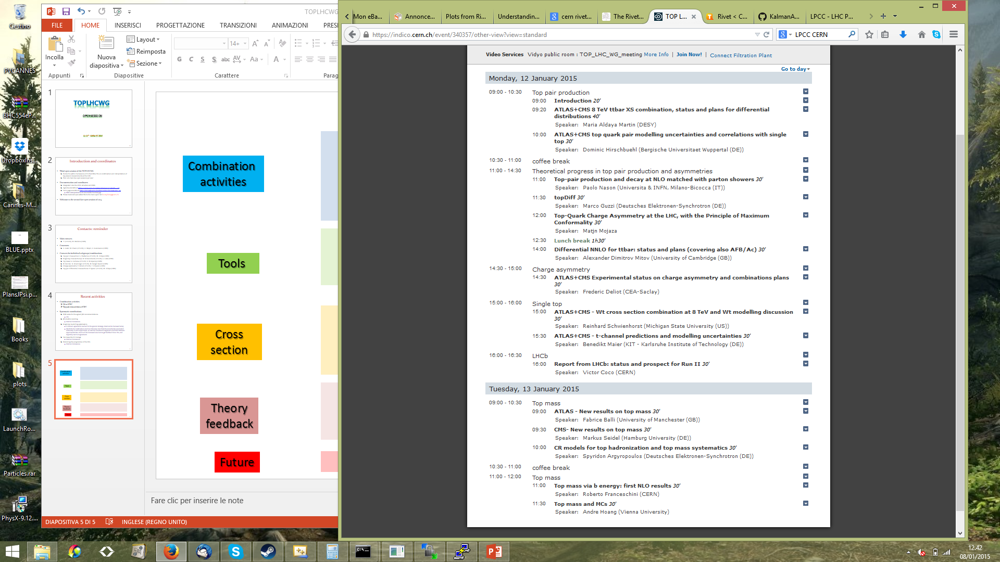 Cestino
PVCANNES
BHC554eP...
DropboxIns...
Cannes-M...
BLUE.pptx
PlansJPsi.p...
Books
plots
LaunchRo...
Particles.rar
PhysX-9.12....
TOPLHCWG
FILE HOME INSERISCI PROGETTAZIONE TRANSIZIONI ANIMAZIONI PRES
Incolla
Nuova
diapositiva
Layout
Reimposta
Sezione
14+
G C S S abc AV Aa A
Appunti Diapositive Carattere Parag
1
TOPLHCWG
OPEN SESSION
2
Introduction and coordinates
3
Contacts: reminder
4
Recent activities
5
Combination
activities
Tools
Cross
section
Theory
feedback
Future
Fare clic per inserire le note
DIAPOSITIVA 5 DI 5 INGLESE (REGNO UNITO)
Mon eBa... Annonce... Plots from Ri... Understandin... cern rivet... The Rivet... TOP L... Rivet < C... KalmanA... LPCC - LHC P...
https://indico.cern.ch/event/340357/other-view?view=standard
LPCC CERN
Video Services Vidyo public room : TOP_LHC_WG_meeting More Info | Join Now! | Connect Filtration Plant
Go to day
Monday, 12 January 2015
09:00 - 10:30 Top pair production
09:00 Introduction 20'
09:20 ATLAS+CMS 8 TeV ttbar XS combination, status and plans for differential
distributions 40'
Speaker: Maria Aldaya Martin (DESY)
10:00 ATLAS+CMS top quark pair modelling uncertainties and correlations with single
top 30'
Speaker: Dominic Hirschbuehl (Bergische Universitaet Wuppertal (DE))
10:30 - 11:00 coffee break
11:00 - 14:30 Theoretical progress in top pair production and asymmetries
11:00 Top-pair production and decay at NLO matched with parton showers 30'
Speaker: Paolo Nason (Universita & INFN, Milano-Bicocca (IT))
11:30 topDiff 30'
Speaker: Marco Guzzi (Deutsches Elektronen-Synchrotron (DE))
12:00 Top-Quark Charge Asymmetry at the LHC, with the Principle of Maximum
Conformality 30'
Speaker: Matjn Mojaza
12:30 Lunch break 1h30'
14:00 Differential NNLO for ttbar: status and plans (covering also AFB/Ac) 30'
Speaker: Alexander Dimitrov Mitov (University of Cambridge (GB))
14:30 - 15:00 Charge asymmetry
14:30 ATLAS+CMS Experimental status on charge asymmetry and combinations plans
30'
Speaker: Frederic Deliot (CEA-Saclay)
15:00 - 16:00 Single top
15:00 ATLAS+CMS - Wt cross section combination at 8 TeV and Wt modelling discussion
30'
Speaker: Reinhard Schwienhorst (Michigan State University (US))
15:30 ATLAS+CMS - t-channel predictions and modelling uncertainties 30'
Speaker: Benedikt Maier (KIT - Karlsruhe Institute of Technology (DE))
16:00 - 16:30 LHCb
16:00 Report from LHCb: status and prospect for Run II 30'
Speaker: Victor Coco (CERN)
Tuesday, 13 January 2015
09:00 - 10:30 Top mass
09:00 ATLAS - New results on top mass 30'
Speaker: Fabrice Balli (University of Manchester (GB))
09:30 CMS- New results on top mass 30'
Speaker: Markus Seidel (Hamburg University (DE))
10:00 CR models for top hadronization and top mass systematics 30'
Speaker: Spyridon Argyropoulos (Deutsches Elektronen-Synchrotron (DE))
10:30 - 11:00 coffee break
11:00 - 12:00 Top mass
11:00 Top mass via b energy: first NLO results 30'
Speaker: Roberto Franceschini (CERN)
11:30 Top mass and MCs 30'
Speaker: Andre Hoang (Vienna University)
12.42
08/01/2015